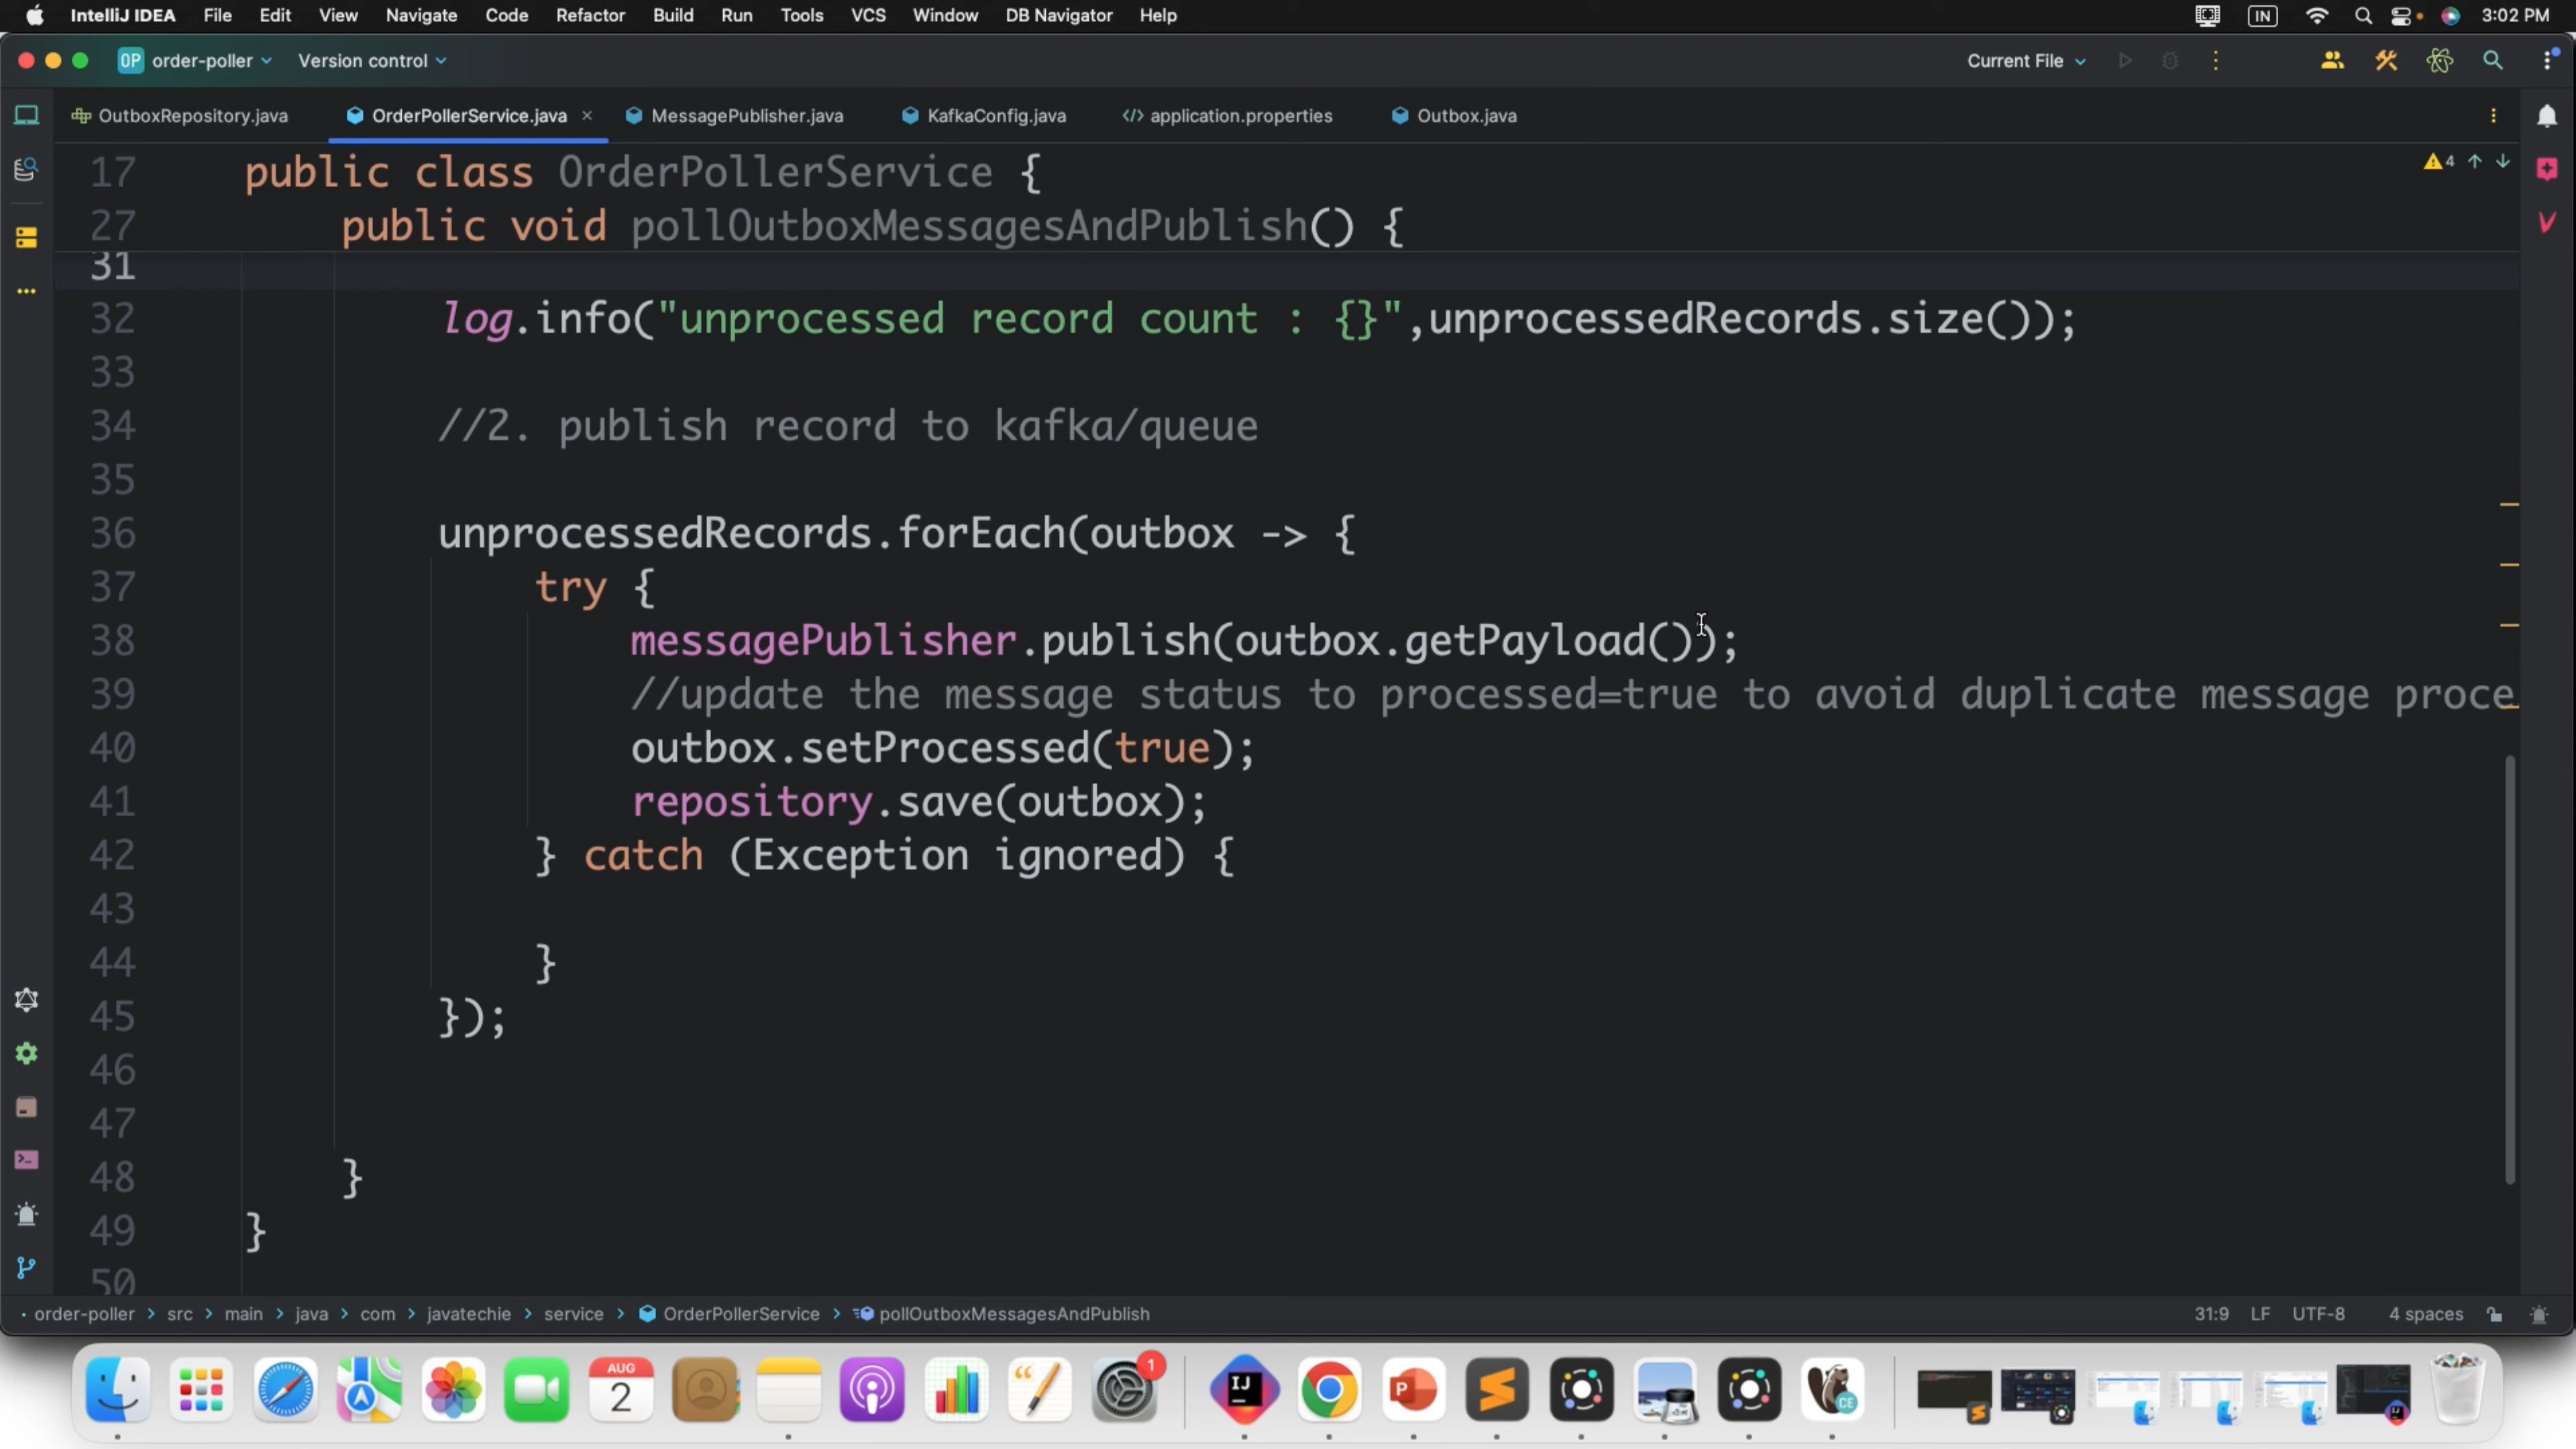 IntelliJ IDEA File Edit View Navigate Code Refactor Build Run Tools VCS Window DB Navigator Help IN 3:02 PM
OP order-poller Version control Current File
OutboxRepository.java OrderPollerService.java MessagePublisher.java KafkaConfig.java application.properties Outbox.java
17 public class OrderPollerService { 4
27 public void pollOutboxMessagesAndPublish() {
31
32 log.info("unprocessed record count : {}",unprocessedRecords.size());
33
34 //2. publish record to kafka/queue
35
36 unprocessedRecords.forEach(outbox -> {
37 try {
38 messagePublisher.publish(outbox.getPayload());
39 //update the message status to processed=true to avoid duplicate message proce
40 outbox.setProcessed(true);
41 repository.save(outbox);
42 } catch (Exception ignored) {
43
44 }
45 });
46
47
48 }
49 }
50
order-poller > src > main > java > com > javatechie > service > OrderPollerService > pollOutboxMessagesAndPublish 31:9 LF UTF-8 4 spaces
AUG
2
1
IJ
P
CE